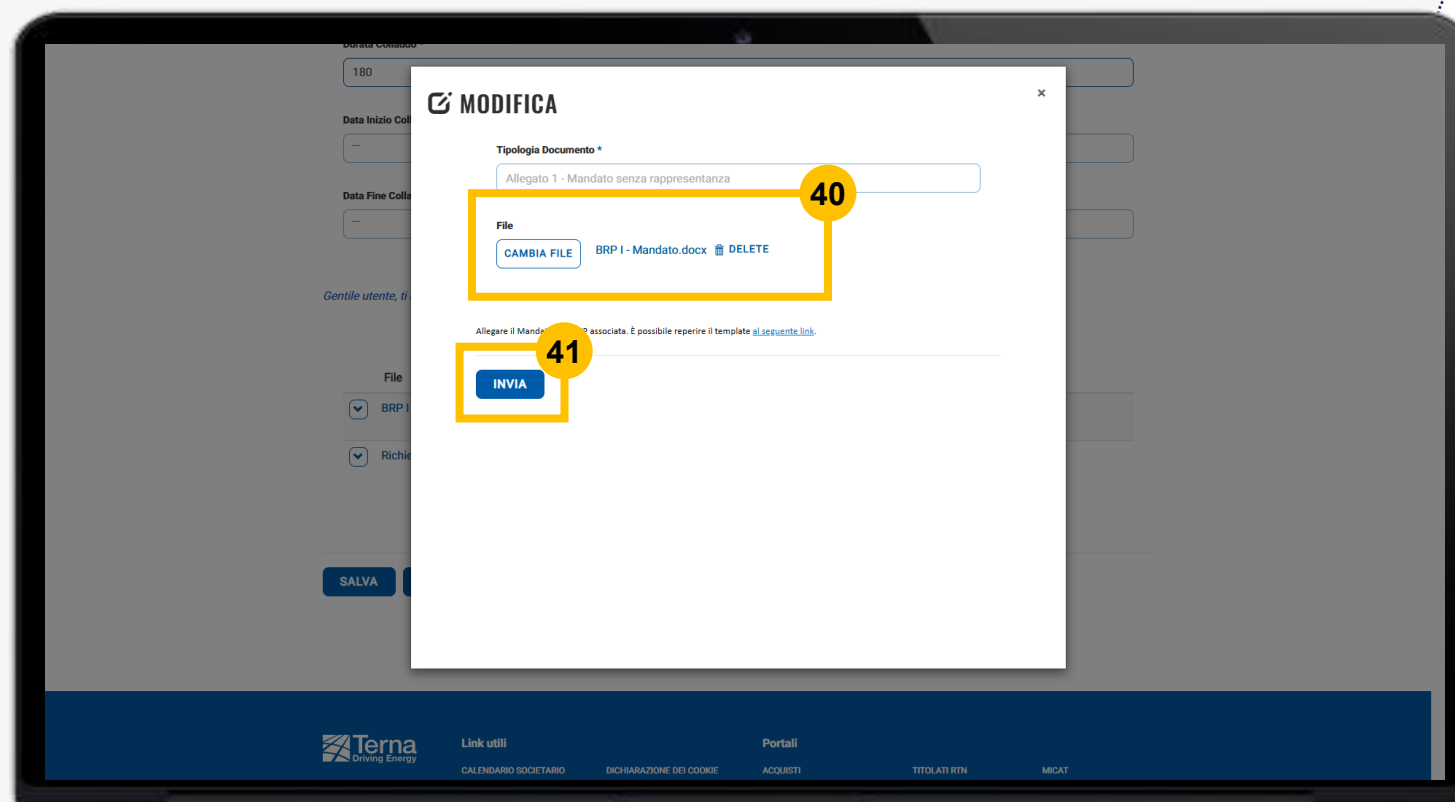 Durata Collaudo *
180
MODIFICA
×
Data Inizio Coll
—
Tipologia Documento *
Allegato 1 - Mandato senza rappresentanza
40
Data Fine Colla
—
File
CAMBIA FILE
BRP I - Mandato.docx
DELETE
Gentile utente, ti
Allegare il Mandat associata. È possibile reperire il template al seguente link.
41
INVIA
File
BRP I
Richie
SALVA
Terna
Driving Energy
Link utili
Portali
CALENDARIO SOCIETARIO
DICHIARAZIONE DEI COOKIE
ACQUISTI
TITOLATI RTN
MICAT